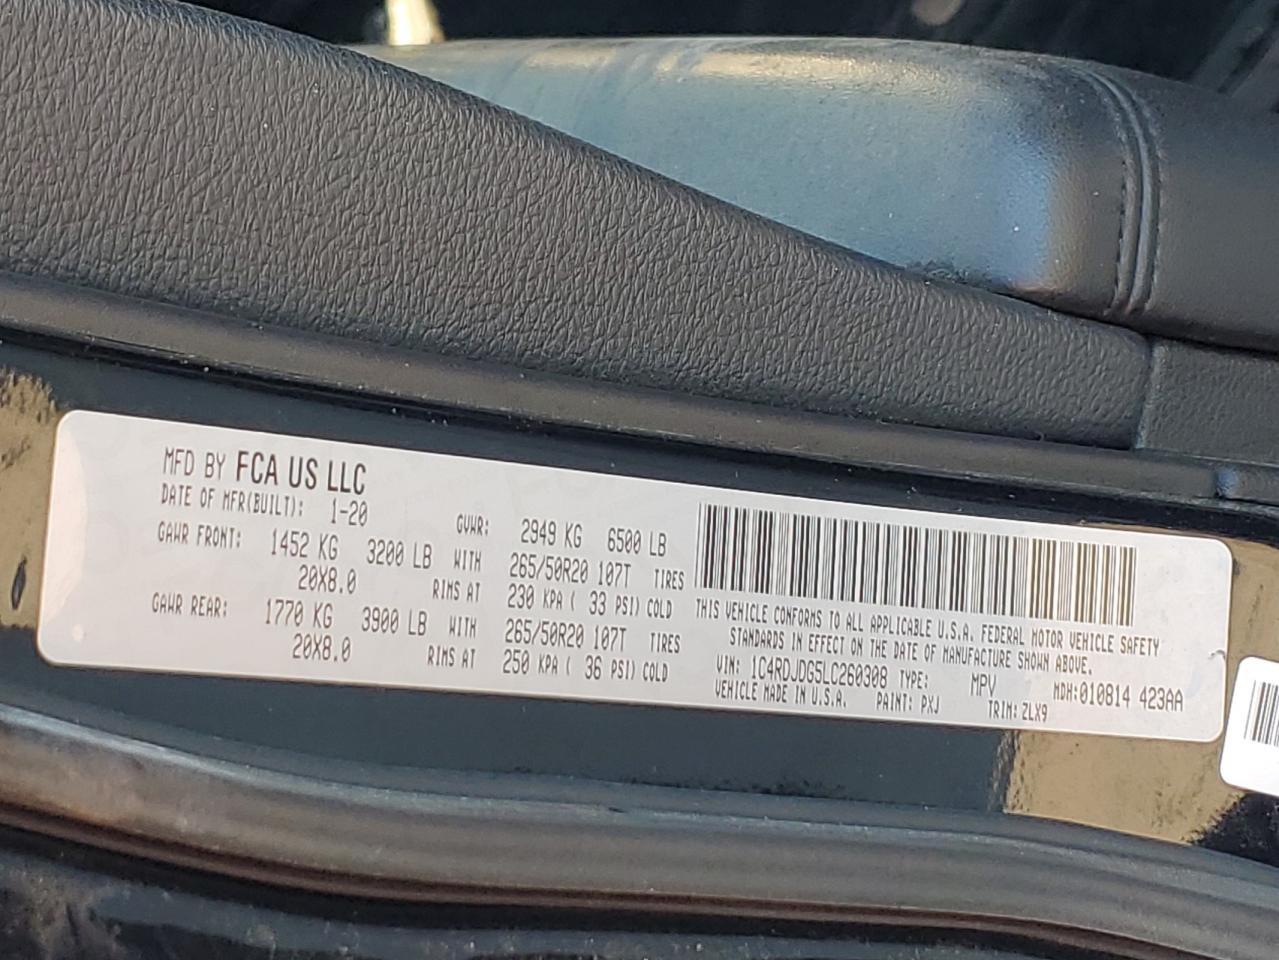 MFD BY FCA US LLC
DATE OF MFR(BUILT): 1-20 GVWR: 2949 KG 6500 LB
GAWR FRONT: 1452 KG 3200 LB WITH 265/50R20 107T TIRES
20X8.0 RIMS AT 230 KPA ( 33 PSI) COLD
GAWR REAR: 1770 KG 3900 LB WITH 265/50R20 107T TIRES
20X8.0 RIMS AT 250 KPA ( 36 PSI) COLD
THIS VEHICLE CONFORMS TO ALL APPLICABLE U.S.A. FEDERAL MOTOR VEHICLE SAFETY
STANDARDS IN EFFECT ON THE DATE OF MANUFACTURE SHOWN ABOVE.
VIN: 1C4RDJDG5LC260308 TYPE: MPV MDH:010814 423AA
VEHICLE MADE IN U.S.A. PAINT: PXJ TRIM: ZLX9